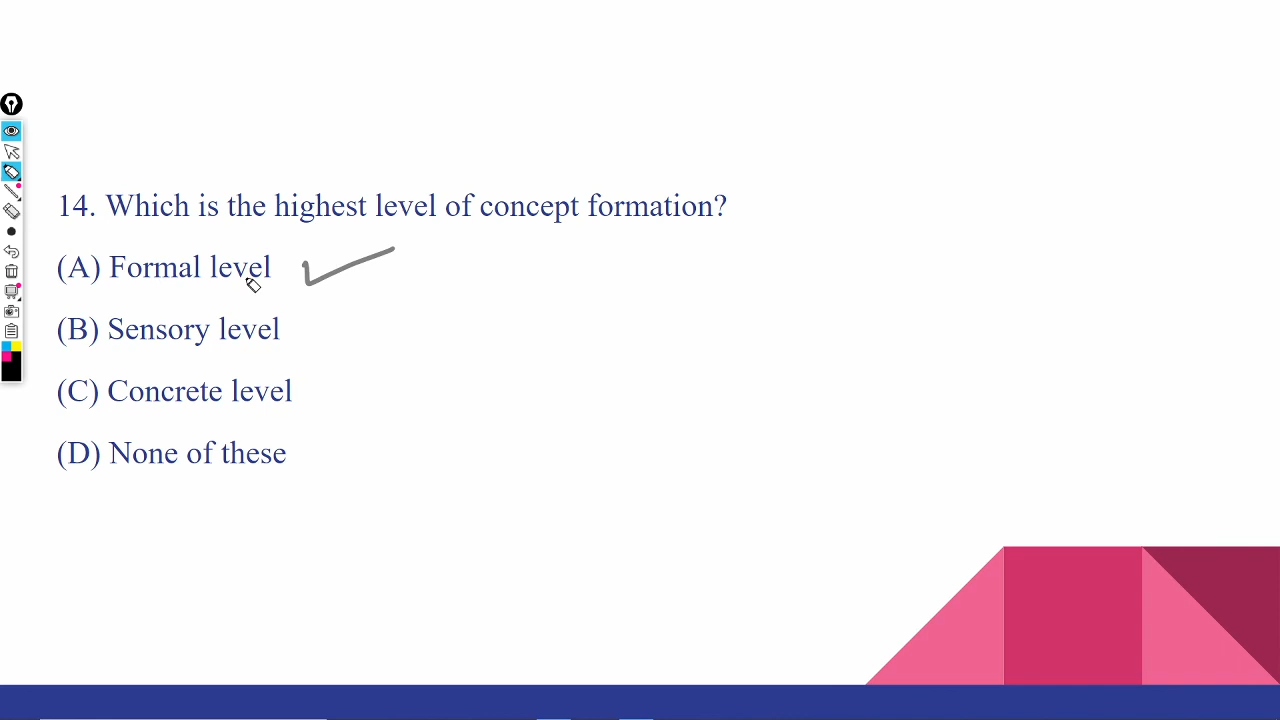 14. Which is the highest level of concept formation?
(A) Formal level
(B) Sensory level
(C) Concrete level
(D) None of these